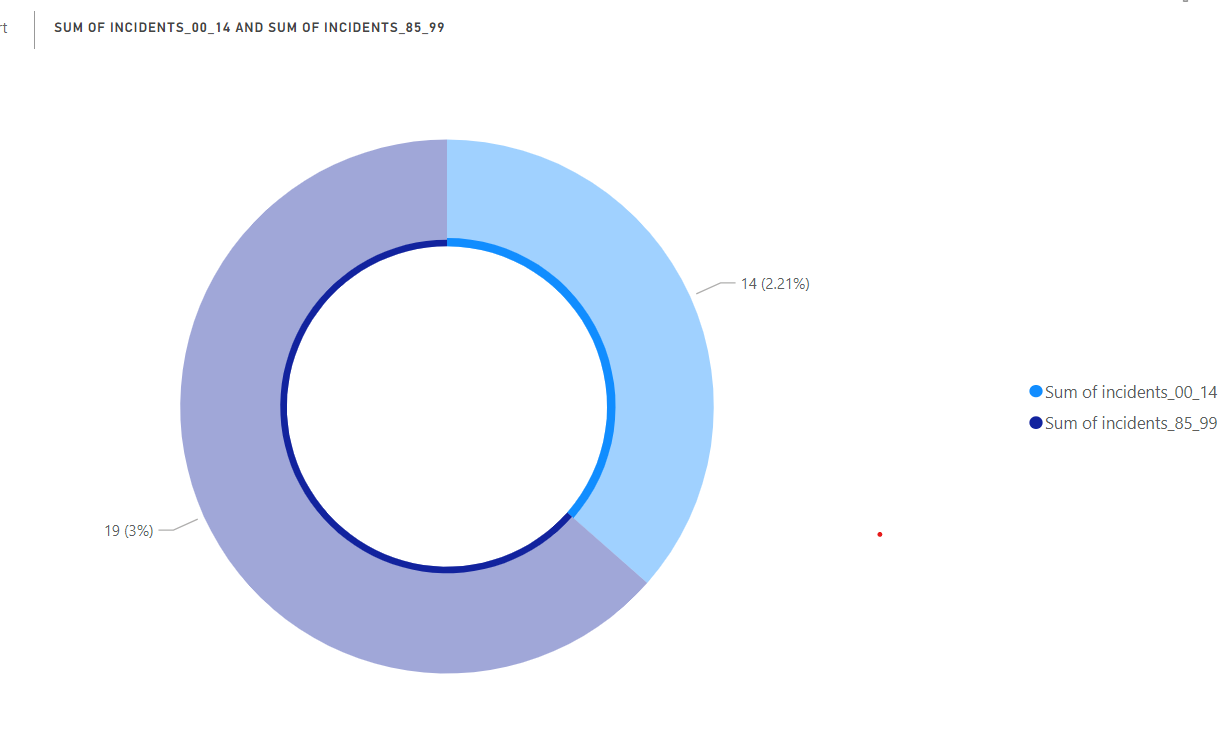 rt
SUM OF INCIDENTS_00_14 AND SUM OF INCIDENTS_85_99
14 (2.21%)
Sum of incidents_00_14
Sum of incidents_85_99
19 (3%)